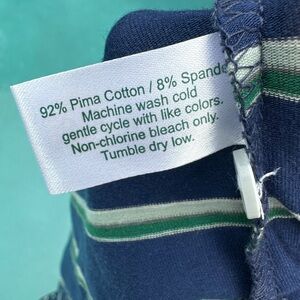 92% Pima Cotton / 8% Spande
Machine wash cold
gentle cycle with like colors.
Non-chlorine bleach only.
Tumble dry low.